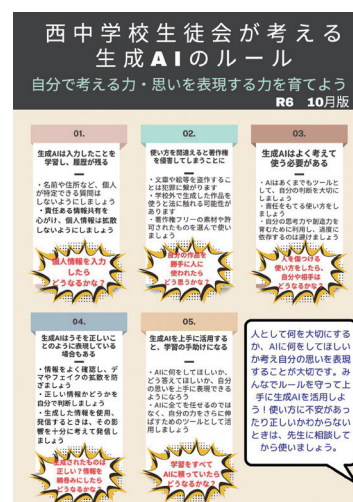 西中学校生徒会が考える
生成AIのルール
自分で考える力・思いを表現する力を育てよう
R6 10月版
01.
生成AIは入力したことを
学習し、履歴が残る
・名前や住所など、個人
が特定できる質問は
しないようにしましょう
・責任ある情報共有を
心がけ、個人情報は拡散
しないようにしましょう
個人情報を入力
したら
どうなるかな？
02.
使い方を間違えると著作権
を侵害してしまうことに
・文章や絵等を盗作するこ
とは犯罪に繋がります
・学校外で生成した作品を
使うと法に触れる可能性が
あります
・著作権フリーの素材や許
可されたものを選んで使い
ましょう
自分の作品を
勝手に人に
使われたら
どう思うかな？
03.
生成AIはよく考えて
使う必要がある
・AIはあくまでもツールと
して、自分の判断を大切に
しましょう
・責任をもてる使い方をし
ましょう
・自分の思考力や創造力を
育むために利用し、過度に
依存するのは避けましょう
人を傷つける
使い方をしたら、
自分や相手は
どうなるかな？
04.
生成AIはうそを正しいこ
とのように表現している
場合もある
・情報をよく確認し、デ
マやフェイクの拡散を防
ぎましょう
・正しい情報かどうかを
自分で判断しましょう
・生成した情報を使用、
発信するときは、その影
響を十分に考えて発信し
ましょう
生成されたものは
正しい？情報を
鵜呑みにしたら
どうなるかな？
05.
生成AIを上手に活用する
と、学習の手助けになる
・AIに何をしてほしいか、
どう答えてほしいか、自分
の思いを上手く表現できる
ようになろう
・AIに全てを任せるのでは
なく、自分の力をさらに伸
ばすためのツールとして活
用しましょう
学習をすべて
AIに頼っていたら
どうなるかな？
人として何を大切にする
か、AIに何をしてほしい
か考え自分の思いを表現
することが大切です。み
んなでルールを守って上
手に生成AIを活用しよ
う！使い方に不安があっ
たり正しいかわからない
ときは、先生に相談して
から使いましょう。